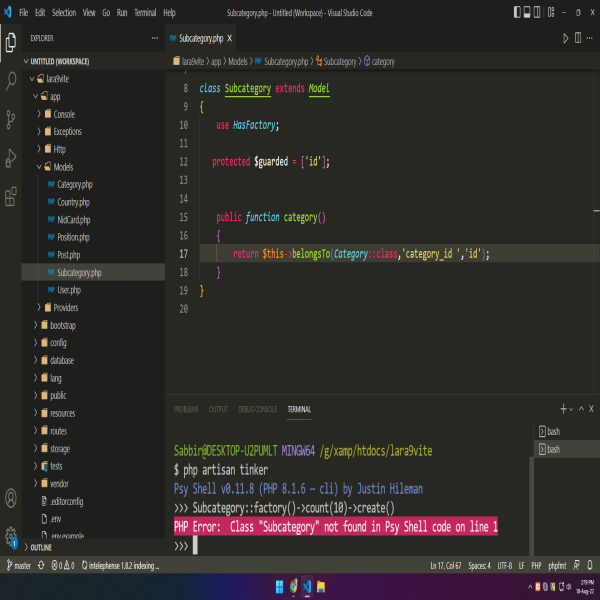 File Edit Selection View Go Run Terminal Help
Subcategory.php - Untitled (Workspace) - Visual Studio Code
EXPLORER
Subcategory.php
UNTITLED (WORKSPACE)
lara9vite
app
Console
Exceptions
Http
Models
Category.php
Country.php
NidCard.php
Position.php
Post.php
Subcategory.php
User.php
Providers
bootstrap
config
database
lang
public
resources
routes
storage
tests
vendor
.editorconfig
.env
.env.example
OUTLINE
lara9vite > app > Models > Subcategory.php > Subcategory > category
7
8 class Subcategory extends Model
9 {
10 use HasFactory;
11
12 protected $guarded = ['id'];
13
14
15 public function category()
16 {
17 return $this->belongsTo(Category::class,'category_id ','id');
18 }
19 }
20
PROBLEMS OUTPUT DEBUG CONSOLE TERMINAL
bash
bash
Sabbir@DESKTOP-U2PUMLT MINGW64 /g/xamp/htdocs/lara9vite
$ php artisan tinker
Psy Shell v0.11.8 (PHP 8.1.6 — cli) by Justin Hileman
>>> Subcategory::factory()->count(10)->create()
PHP Error:  Class "Subcategory" not found in Psy Shell code on line 1
>>>
master 0 0 intelephense 1.8.2 indexing ...
Ln 17, Col 67 Spaces: 4 UTF-8 LF PHP phpfmt
2:19 PM
18-Aug-22